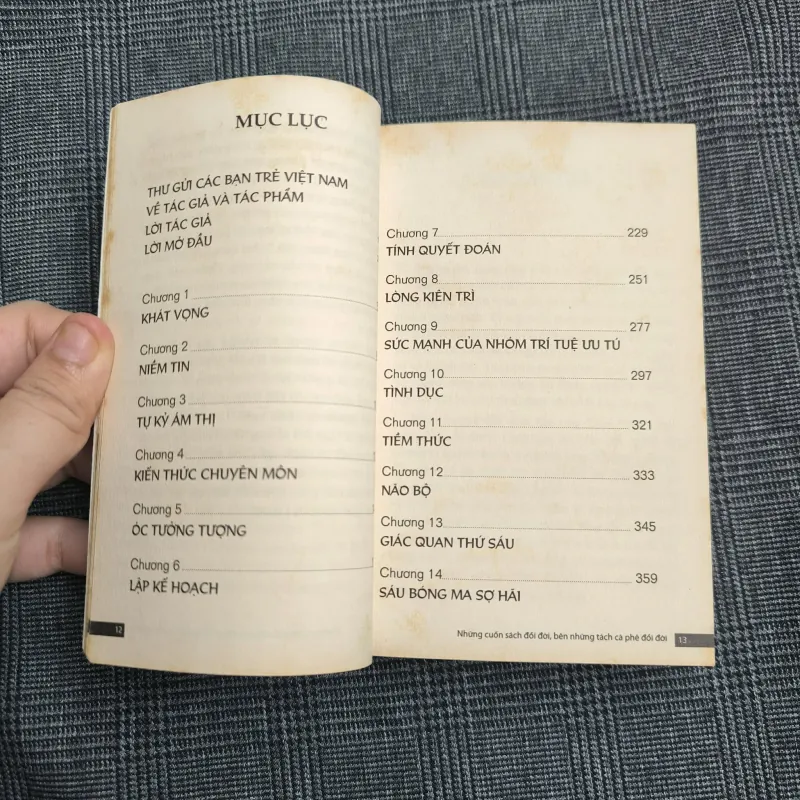 MỤC LỤC
THƯ GỬI CÁC BẠN TRẺ VIỆT NAM
VỀ TÁC GIẢ VÀ TÁC PHẨM
LỜI TÁC GIẢ
LỜI MỞ ĐẦU
Chương 1
KHÁT VỌNG
Chương 2
NIỀM TIN
Chương 3
TỰ KỶ ÁM THỊ
Chương 4
KIẾN THỨC CHUYÊN MÔN
Chương 5
ÓC TƯỞNG TƯỢNG
Chương 6
LẬP KẾ HOẠCH
12
Chương 7 229
TÍNH QUYẾT ĐOÁN
Chương 8 251
LÒNG KIÊN TRÌ
Chương 9 277
SỨC MẠNH CỦA NHÓM TRÍ TUỆ ƯU TÚ
Chương 10 297
TÌNH DỤC
Chương 11 321
TIỀM THỨC
Chương 12 333
NÃO BỘ
Chương 13 345
GIÁC QUAN THỨ SÁU
Chương 14 359
SÁU BÓNG MA SỢ HÃI
Những cuốn sách đổi đời, bên những tách cà phê đổi đời 13